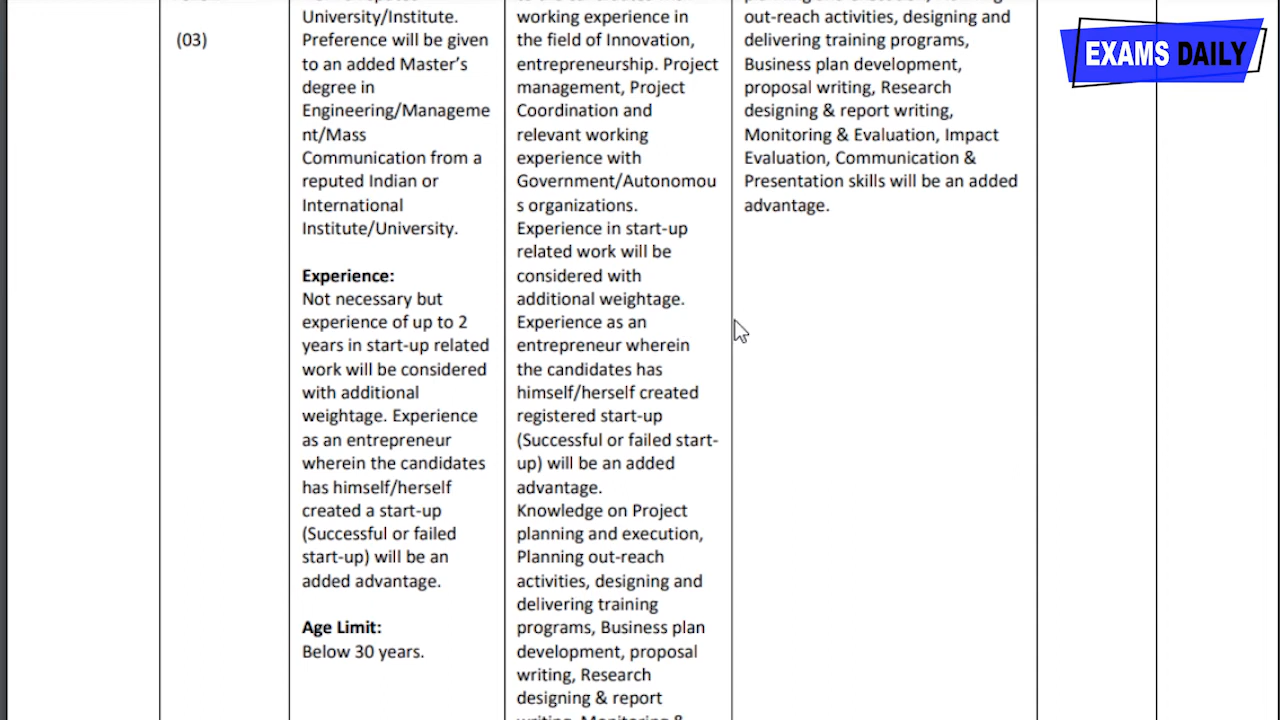 (03)
University/Institute.
Preference will be given
to an added Master's
degree in
Engineering/Manageme
nt/Mass
Communication from a
reputed Indian or
International
Institute/University.
Experience:
Not necessary but
experience of up to 2
years in start-up related
work will be considered
with additional
weightage. Experience
as an entrepreneur
wherein the candidates
has himself/herself
created a start-up
(Successful or failed
start-up) will be an
added advantage.
Age Limit:
Below 30 years.
working experience in
the field of Innovation,
entrepreneurship. Project
management, Project
Coordination and
relevant working
experience with
Government/Autonomou
s organizations.
Experience in start-up
related work will be
considered with
additional weightage.
Experience as an
entrepreneur wherein
the candidates has
himself/herself created
registered start-up
(Successful or failed start-
up) will be an added
advantage.
Knowledge on Project
planning and execution,
Planning out-reach
activities, designing and
delivering training
programs, Business plan
development, proposal
writing, Research
designing & report
out-reach activities, designing and
delivering training programs,
Business plan development,
proposal writing, Research
designing & report writing,
Monitoring & Evaluation, Impact
Evaluation, Communication &
Presentation skills will be an added
advantage.
EXAMS DAILY